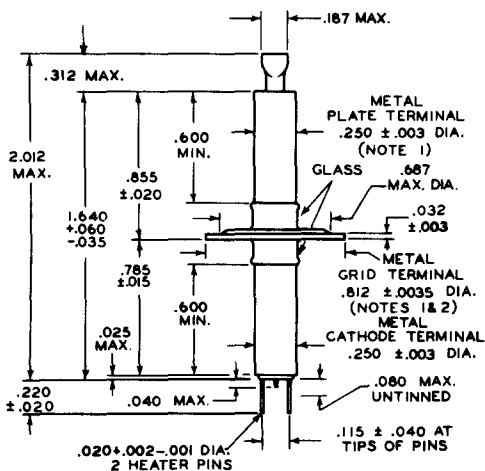 .187 MAX.
.312 MAX.
METAL
PLATE TERMINAL
.250 ±.003 DIA.
(NOTE 1)
.600
MIN.
GLASS
.687
MAX. DIA.
.855
±.020
2.012
MAX.
.032
±.003
1.640
+.060
-.035
METAL
GRID TERMINAL
.812 ±.0035 DIA.
(NOTES 1 & 2)
.785
±.015
.600
MIN.
METAL
CATHODE TERMINAL
.250 ±.003 DIA.
.025
MAX.
.080 MAX.
UNTINNED
.220
±.020
.040 MAX.
.115 ± .040 AT
TIPS OF PINS
.020+.002-.001 DIA.
2 HEATER PINS